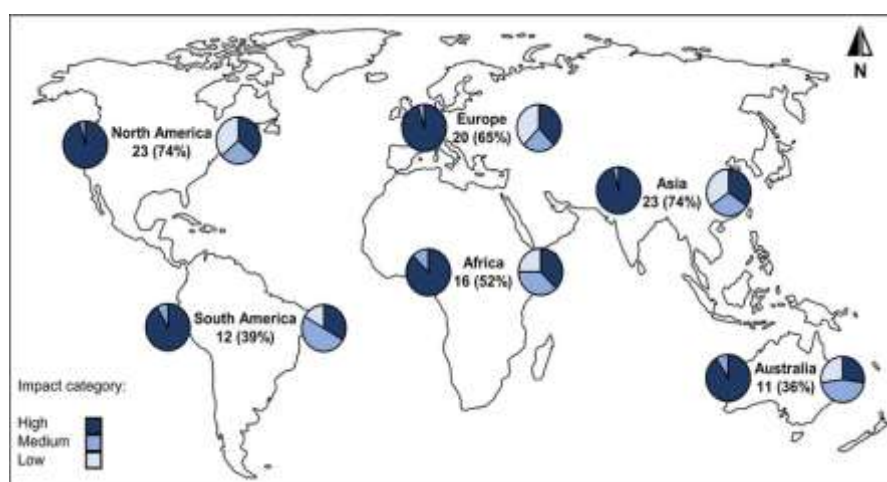 N
North America
23 (74%)
Europe
20 (65%)
Asia
23 (74%)
Africa
16 (52%)
South America
12 (39%)
Australia
11 (36%)
Impact category:
High
Medium
Low